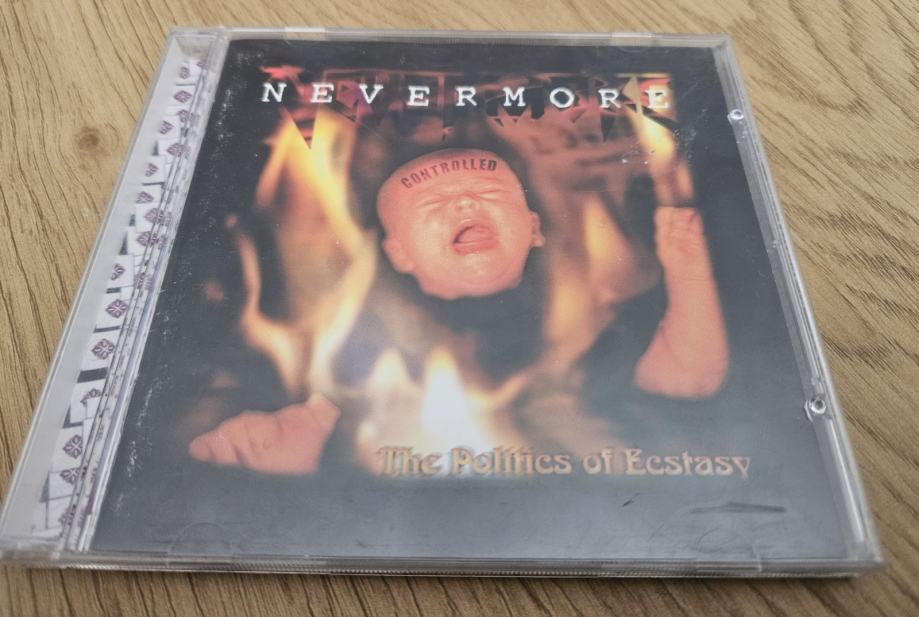 NEVERMORE
CONTROLLED
The Politics of Ecstasy